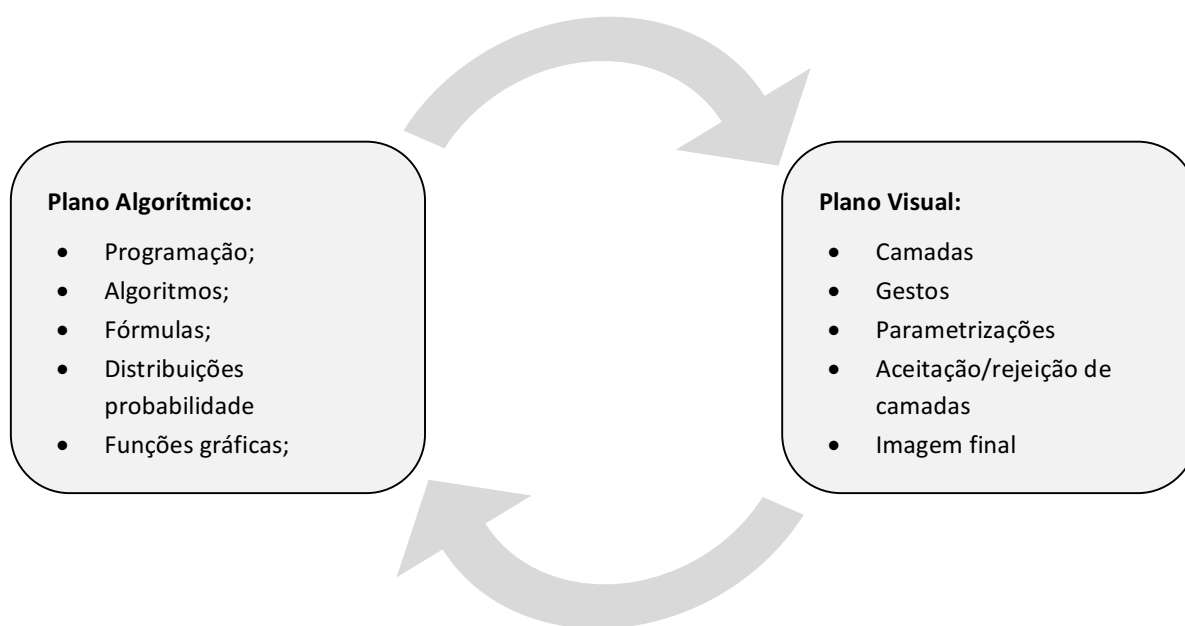 Plano Algorítmico:
• Programação;
• Algoritmos;
• Fórmulas;
• Distribuições
probabilidade
• Funções gráficas;
Plano Visual:
• Camadas
• Gestos
• Parametrizações
• Aceitação/rejeição de
camadas
• Imagem final